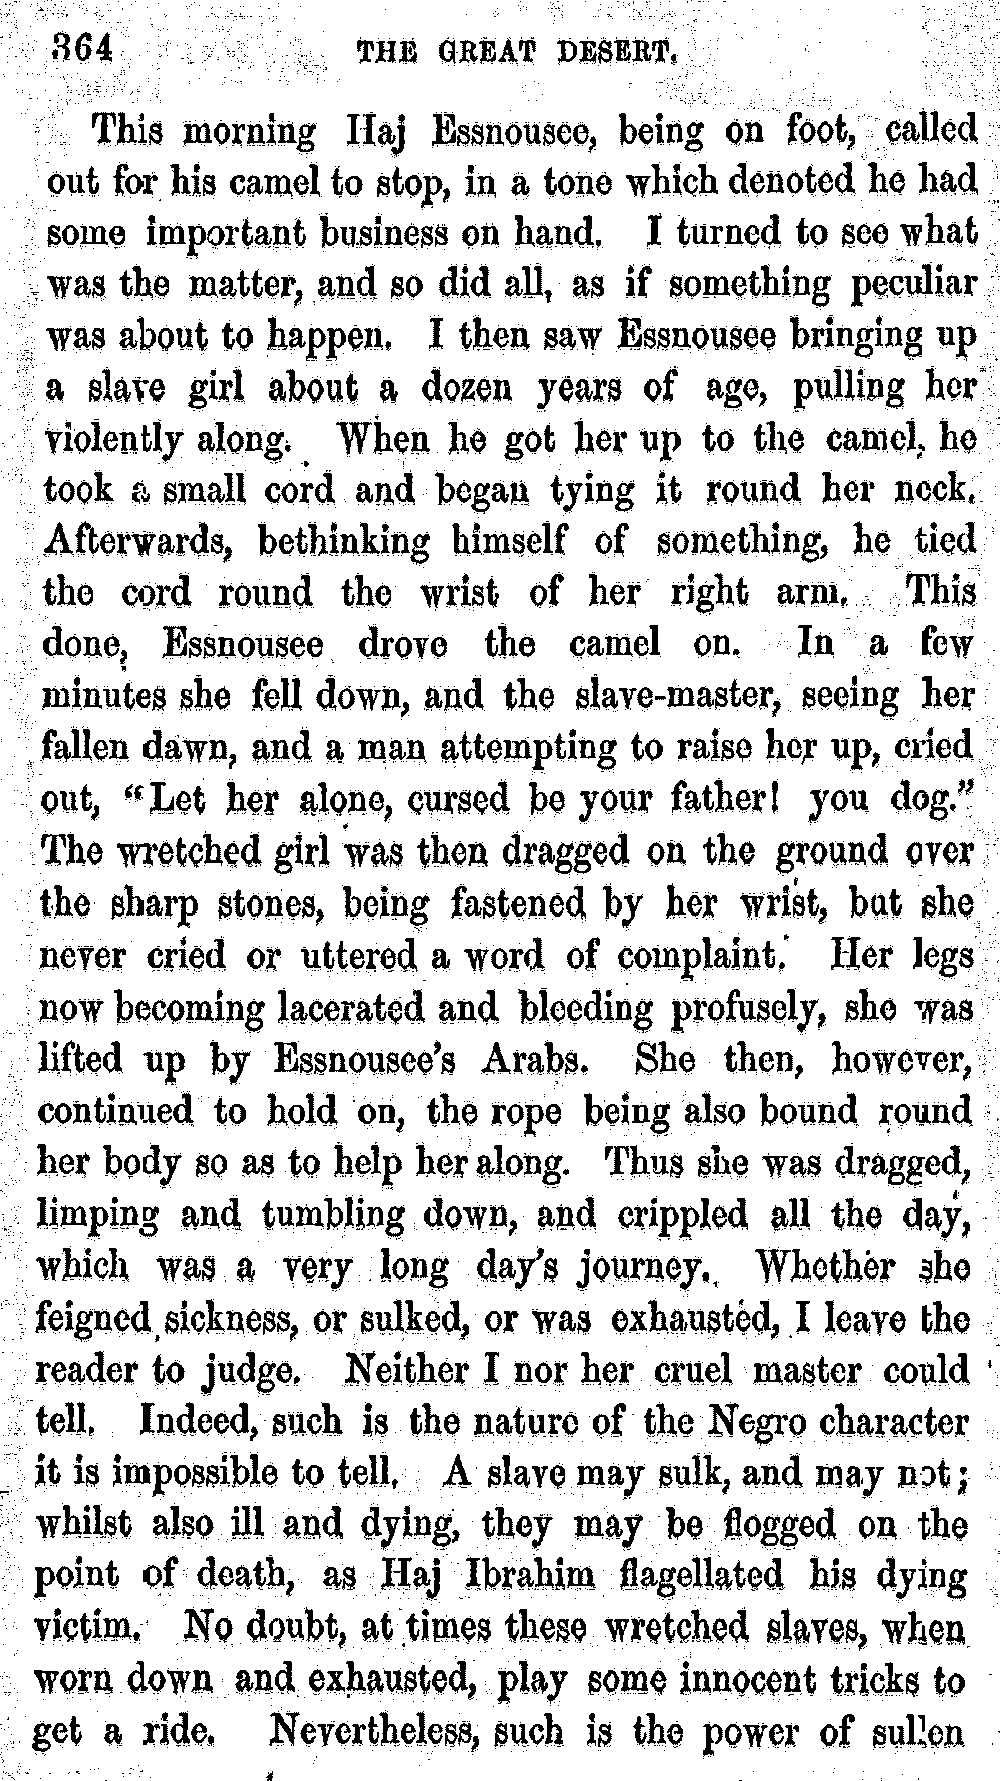 364 THE GREAT DESERT.
This morning Haj Essnousee, being on foot, called
out for his camel to stop, in a tone which denoted he had
some important business on hand. I turned to see what
was the matter, and so did all, as if something peculiar
was about to happen. I then saw Essnousee bringing up
a slave girl about a dozen years of age, pulling her
violently along. When he got her up to the camel, he
took a small cord and began tying it round her neck.
Afterwards, bethinking himself of something, he tied
the cord round the wrist of her right arm. This
done, Essnousee drove the camel on. In a few
minutes she fell down, and the slave-master, seeing her
fallen dawn, and a man attempting to raise her up, cried
out, "Let her alone, cursed be your father! you dog."
The wretched girl was then dragged on the ground over
the sharp stones, being fastened by her wrist, but she
never cried or uttered a word of complaint. Her legs
now becoming lacerated and bleeding profusely, she was
lifted up by Essnousee's Arabs. She then, however,
continued to hold on, the rope being also bound round
her body so as to help her along. Thus she was dragged,
limping and tumbling down, and crippled all the day,
which was a very long day's journey. Whether she
feigned sickness, or sulked, or was exhausted, I leave the
reader to judge. Neither I nor her cruel master could
tell. Indeed, such is the nature of the Negro character
it is impossible to tell. A slave may sulk, and may not;
whilst also ill and dying, they may be flogged on the
point of death, as Haj Ibrahim flagellated his dying
victim. No doubt, at times these wretched slaves, when
worn down and exhausted, play some innocent tricks to
get a ride. Nevertheless, such is the power of sullen